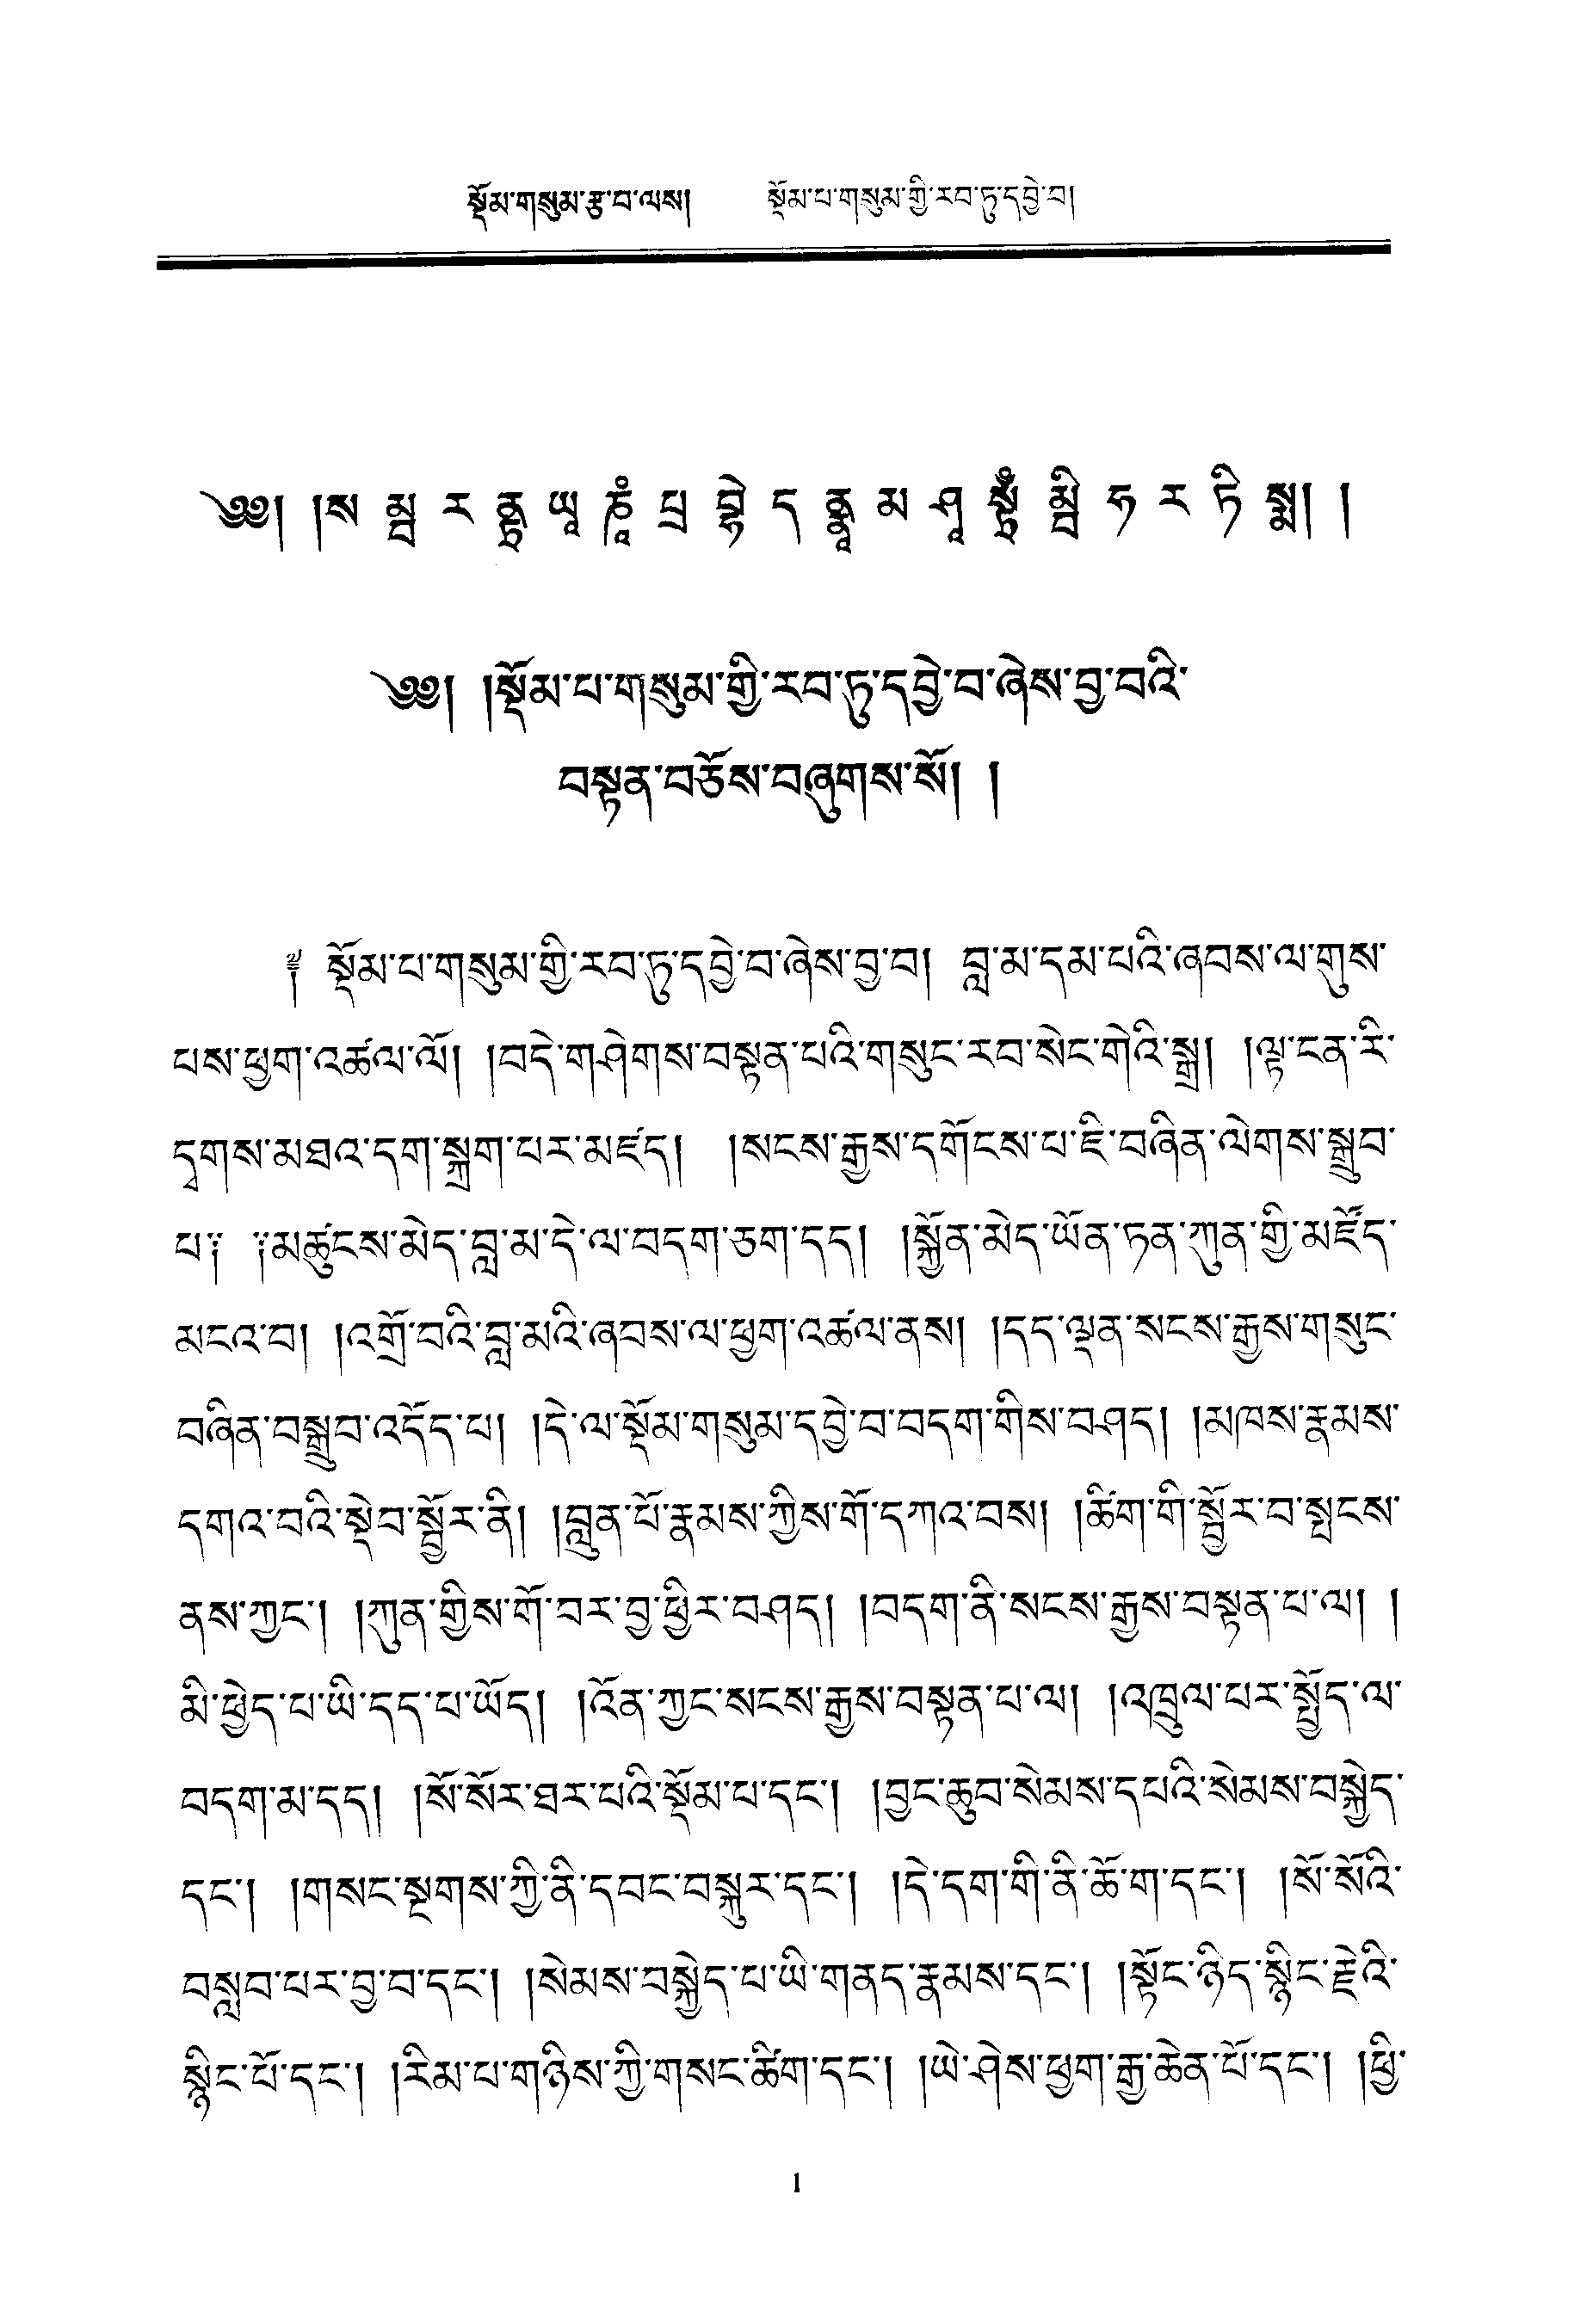 སྡོམ་གསུམ་རྩ་བ་ལས། སྡོམ་པ་གསུམ་གྱི་རབ་ཏུ་དབྱེ་བ།
༄༅། །སྡོམ་པ་གསུམ་གྱི་རབ་ཏུ་དབྱེ་བ་ཞེས་བྱ་བའི་
བསྟན་བཅོས་བཞུགས་སོ། །
༈ སྡོམ་པ་གསུམ་གྱི་རབ་ཏུ་དབྱེ་བ་ཞེས་བྱ་བ། བླ་མ་དམ་པའི་ཞབས་ལ་གུས་
པས་ཕྱག་འཚལ་ལོ། །བདེ་གཤེགས་བསྟན་པའི་གསུང་རབ་སེང་གེའི་སྒྲ། །ལྟ་ངན་རི་
དྭགས་མཐའ་དག་སྐྲག་པར་མཛད། །སངས་རྒྱས་དགོངས་པ་ཇི་བཞིན་ལེགས་སྒྲུབ་
པ༑ ༑མཚུངས་མེད་བླ་མ་དེ་ལ་བདག་ཅག་དད། །སྐྱོན་མེད་ཡོན་ཏན་ཀུན་གྱི་མཛོད་
མངའ་བ། །འགྲོ་བའི་བླ་མའི་ཞབས་ལ་ཕྱག་འཚལ་ནས། །དད་ལྡན་སངས་རྒྱས་གསུང་
བཞིན་བསྒྲུབ་འདོད་པ། །དེ་ལ་སྡོམ་གསུམ་དབྱེ་བ་བདག་གིས་བཤད། །མཁས་རྣམས་
དགའ་བའི་སྡེབ་སྦྱོར་ནི། །བླུན་པོ་རྣམས་ཀྱིས་གོ་དཀའ་བས། །ཚིག་གི་སྦྱོར་བ་སྤངས་
ནས་ཀྱང་། །ཀུན་གྱིས་གོ་བར་བྱ་ཕྱིར་བཤད། །བདག་ནི་སངས་རྒྱས་བསྟན་པ་ལ། །
མི་ཕྱེད་པ་ཡི་དད་པ་ཡོད། །འོན་ཀྱང་སངས་རྒྱས་བསྟན་པ་ལ། །འཁྲུལ་པར་སྤྱོད་ལ་
བདག་མ་དད། །སོ་སོར་ཐར་པའི་སྡོམ་པ་དང་། །བྱང་ཆུབ་སེམས་དཔའི་སེམས་བསྐྱེད་
དང་། །གསང་སྔགས་ཀྱི་ནི་དབང་བསྐུར་དང་། །དེ་དག་གི་ནི་ཆོ་ག་དང་། །སོ་སོའི་
བསླབ་པར་བྱ་བ་དང་། །སེམས་བསྐྱེད་པ་ཡི་གནད་རྣམས་དང་། །སྟོང་ཉིད་སྙིང་རྗེའི་
སྙིང་པོ་དང་། །རིམ་པ་གཉིས་ཀྱི་གསང་ཚིག་དང་། །ཡེ་ཤེས་ཕྱག་རྒྱ་ཆེན་པོ་དང་། །ཕྱི་
1